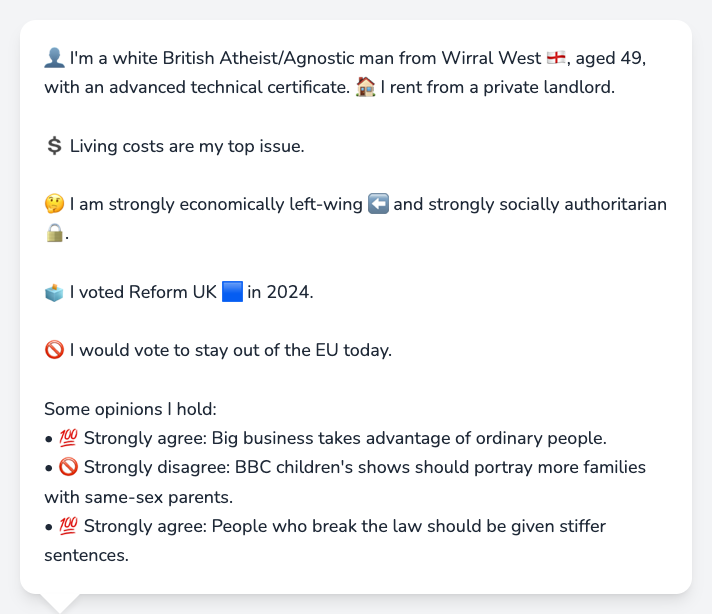 👤 I'm a white British Atheist/Agnostic man from Wirral West 🏴󠁧󠁢󠁥󠁮󠁧󠁿, aged 49,
with an advanced technical certificate. 🏠 I rent from a private landlord.
💲 Living costs are my top issue.
🤔 I am strongly economically left-wing ⬅️ and strongly socially authoritarian
🔒.
🗳️ I voted Reform UK 🟦 in 2024.
🚫 I would vote to stay out of the EU today.
Some opinions I hold:
• 💯 Strongly agree: Big business takes advantage of ordinary people.
• 🚫 Strongly disagree: BBC children's shows should portray more families
with same-sex parents.
• 💯 Strongly agree: People who break the law should be given stiffer
sentences.